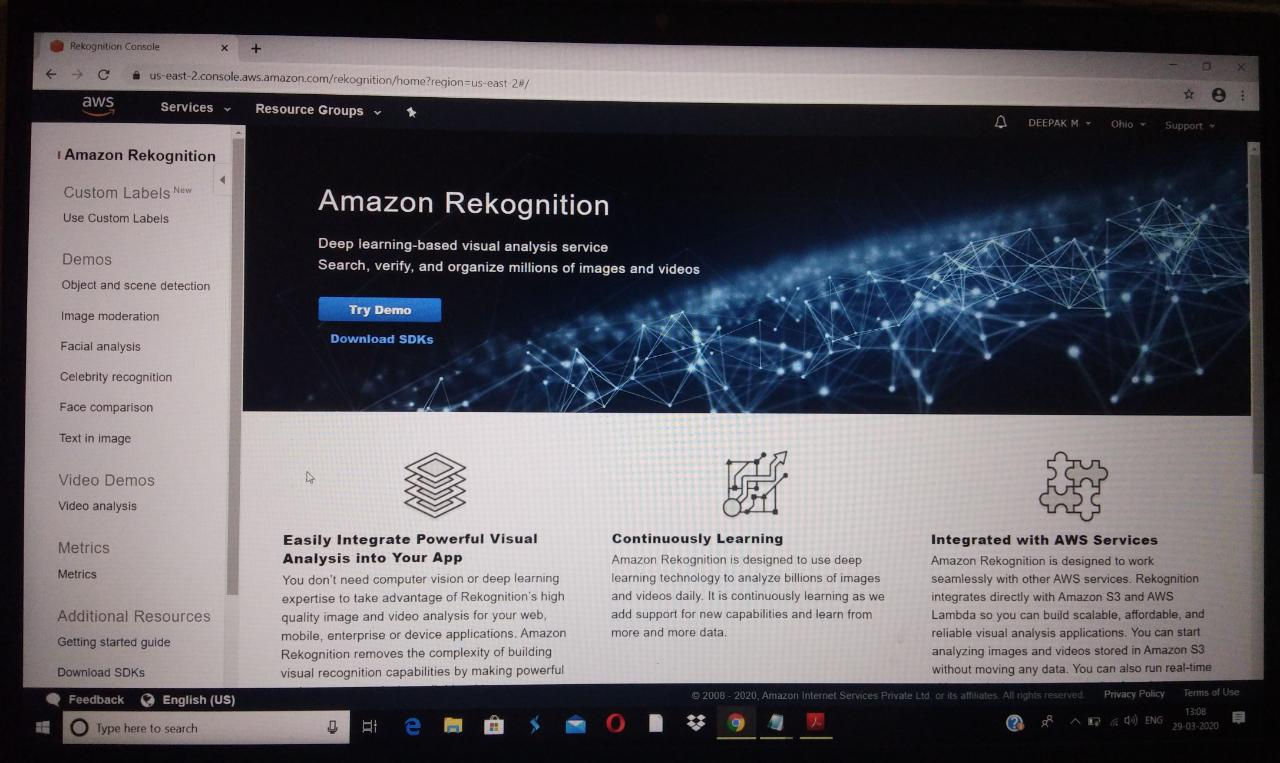 Rekognition Console
us-east-2.console.aws.amazon.com/rekognition/home?region=us-east-2#/
aws
Services
Resource Groups
DEEPAK M
Ohio
Support
Amazon Rekognition
Custom Labels New
Use Custom Labels
Demos
Object and scene detection
Image moderation
Facial analysis
Celebrity recognition
Face comparison
Text in image
Video Demos
Video analysis
Metrics
Metrics
Additional Resources
Getting started guide
Download SDKs
Amazon Rekognition
Deep learning-based visual analysis service
Search, verify, and organize millions of images and videos
Try Demo
Download SDKs
Easily Integrate Powerful Visual
Analysis into Your App
You don't need computer vision or deep learning
expertise to take advantage of Rekognition's high
quality image and video analysis for your web,
mobile, enterprise or device applications. Amazon
Rekognition removes the complexity of building
visual recognition capabilities by making powerful
Continuously Learning
Amazon Rekognition is designed to use deep
learning technology to analyze billions of images
and videos daily. It is continuously learning as we
add support for new capabilities and learn from
more and more data.
Integrated with AWS Services
Amazon Rekognition is designed to work
seamlessly with other AWS services. Rekognition
integrates directly with Amazon S3 and AWS
Lambda so you can build scalable, affordable, and
reliable visual analysis applications. You can start
analyzing images and videos stored in Amazon S3
without moving any data. You can also run real-time
Feedback
English (US)
© 2008 - 2020, Amazon Internet Services Private Ltd. or its affiliates. All rights reserved.
Privacy Policy
Terms of Use
Type here to search
ENG
13:08
29-03-2020